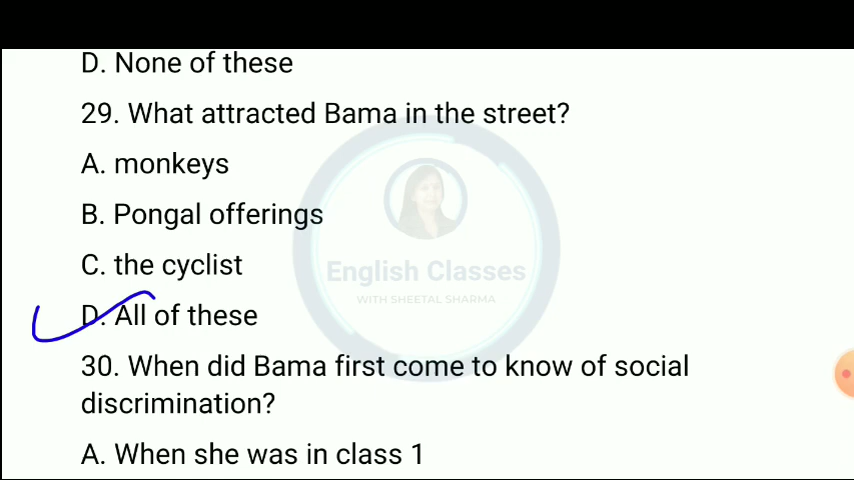 D. None of these
29. What attracted Bama in the street?
A. monkeys
B. Pongal offerings
C. the cyclist
English Classes
WITH SHEETAL SHARMA
D. All of these
30. When did Bama first come to know of social
discrimination?
A. When she was in class 1